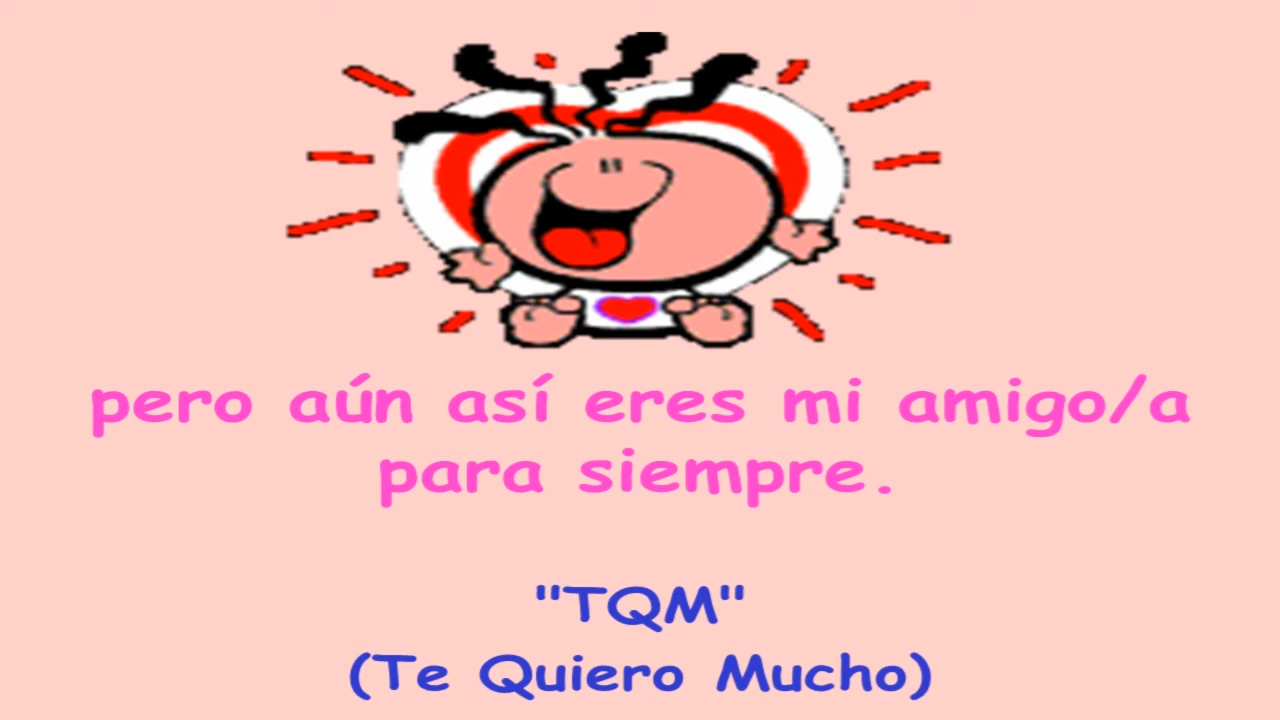 pero aún así eres mi amigo/a
para siempre.
"TQM"
(Te Quiero Mucho)